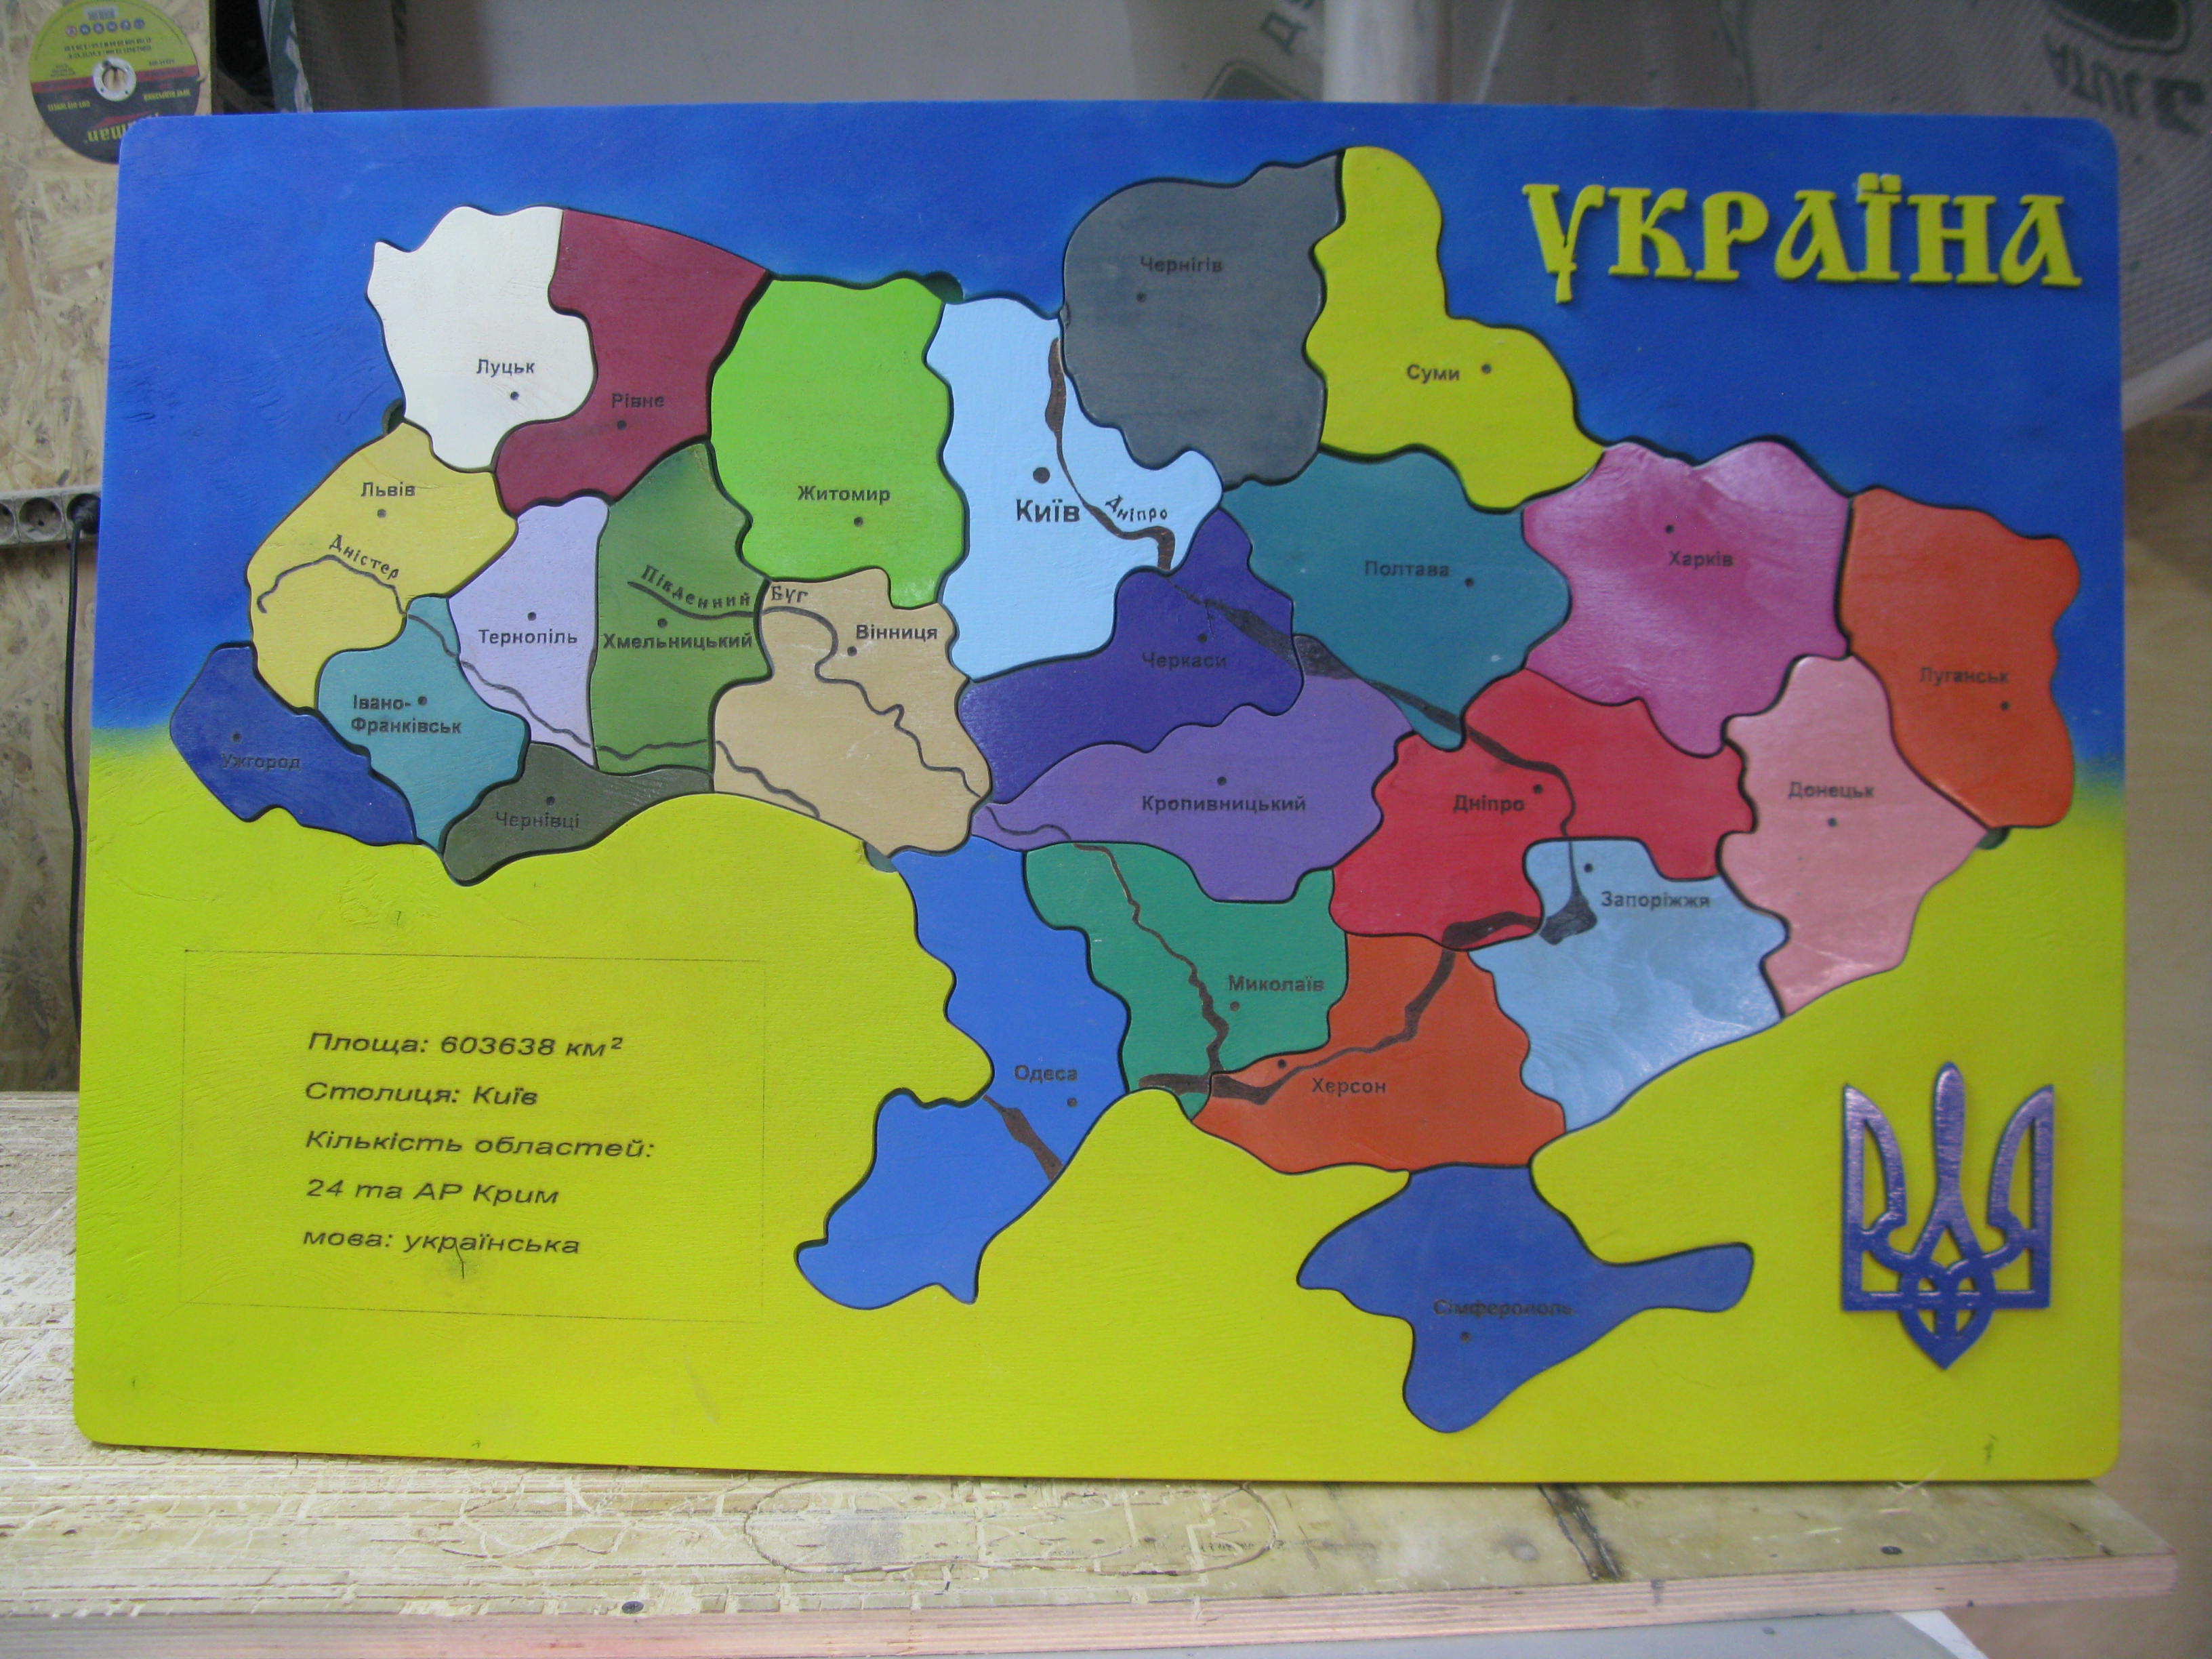 УКРАЇНА
Чернігів
Суми
Луцьк
Рівне
Львів
Житомир
Київ
Дніпро
Дністер
Південний Буг
Полтава
Харків
Тернопіль
Хмельницький
Вінниця
Черкаси
Луганськ
Івано-
Франківськ
Ужгород
Чернівці
Кропивницький
Дніпро
Донецьк
Запоріжжя
Миколаїв
Одеса
Херсон
Сімферополь
Площа: 603638 км²
Столиця: Київ
Кількість областей:
24 та АР Крим
мова: українська